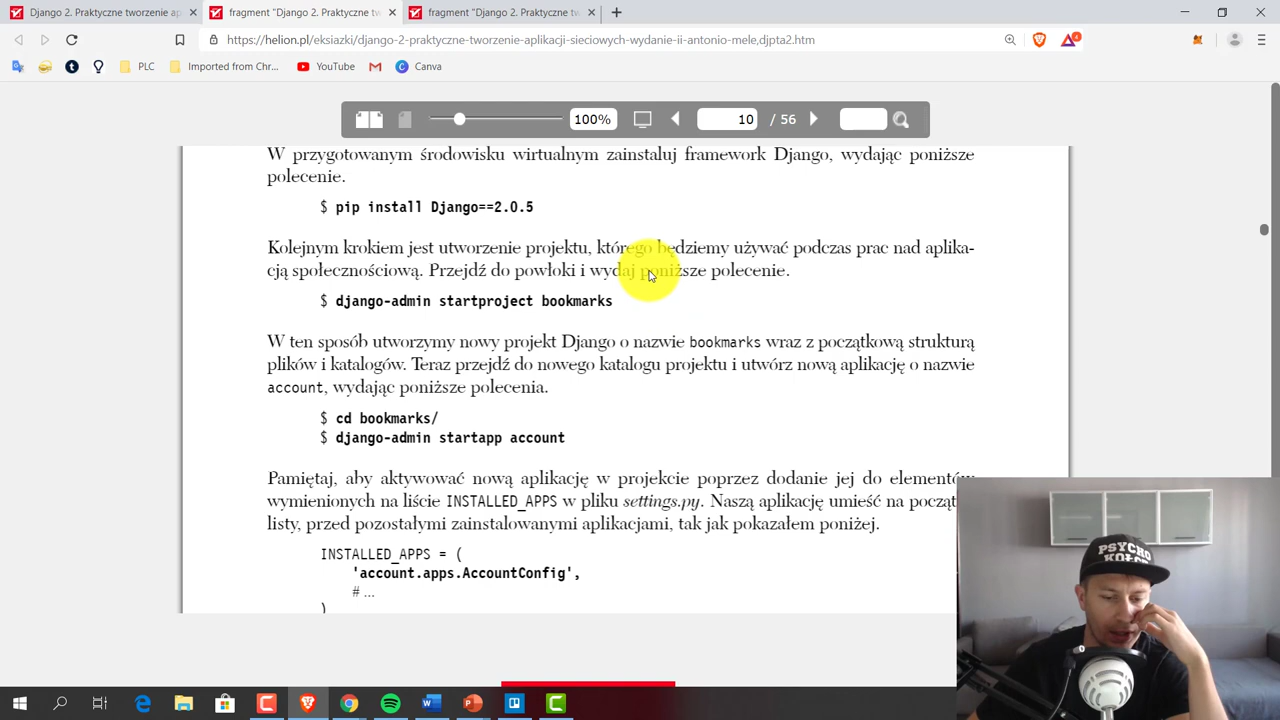 Django 2. Praktyczne tworzenie ap
fragment "Django 2. Praktyczne tw
fragment "Django 2. Praktyczne tw
https://helion.pl/eksiazki/django-2-praktyczne-tworzenie-aplikacji-sieciowych-wydanie-ii-antonio-mele,djpta2.htm
PLC
Imported from Chr...
YouTube
Canva
100%
10 / 56
W przygotowanym środowisku wirtualnym zainstaluj framework Django, wydając poniższe
polecenie.
$ pip install Django==2.0.5
Kolejnym krokiem jest utworzenie projektu, którego będziemy używać podczas prac nad aplika-
cją społecznościową. Przejdź do powłoki i wydaj poniższe polecenie.
$ django-admin startproject bookmarks
W ten sposób utworzymy nowy projekt Django o nazwie bookmarks wraz z początkową strukturą
plików i katalogów. Teraz przejdź do nowego katalogu projektu i utwórz nową aplikację o nazwie
account, wydając poniższe polecenia.
$ cd bookmarks/
$ django-admin startapp account
Pamiętaj, aby aktywować nową aplikację w projekcie poprzez dodanie jej do elementów
wymienionych na liście INSTALLED_APPS w pliku settings.py. Naszą aplikację umieść na począt
listy, przed pozostałymi zainstalowanymi aplikacjami, tak jak pokazałem poniżej.
INSTALLED_APPS = (
'account.apps.AccountConfig',
# ...
)
PSYCHO